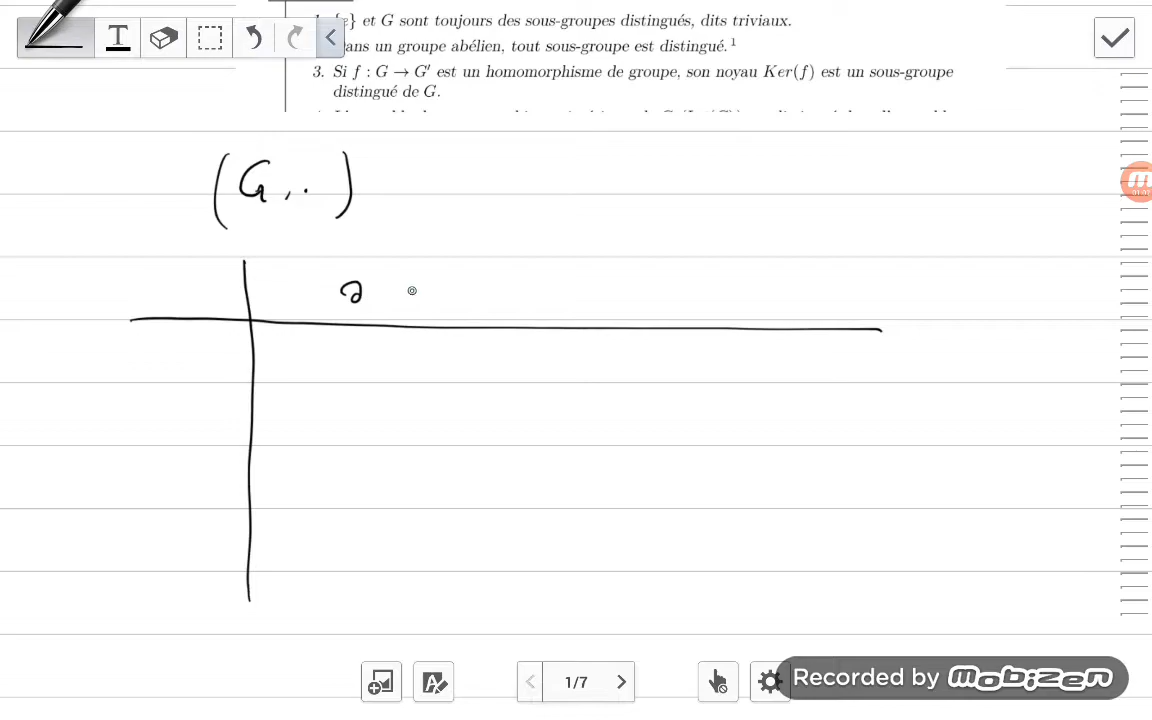 et G sont toujours des sous-groupes distingués, dits triviaux.
T
ans un groupe abélien, tout sous-groupe est distingué.¹
3. Si f : G → G′ est un homomorphisme de groupe, son noyau Ker(f) est un sous-groupe
distingué de G.
(G, .)
01:02
a
A
1/7
Recorded by mobizen